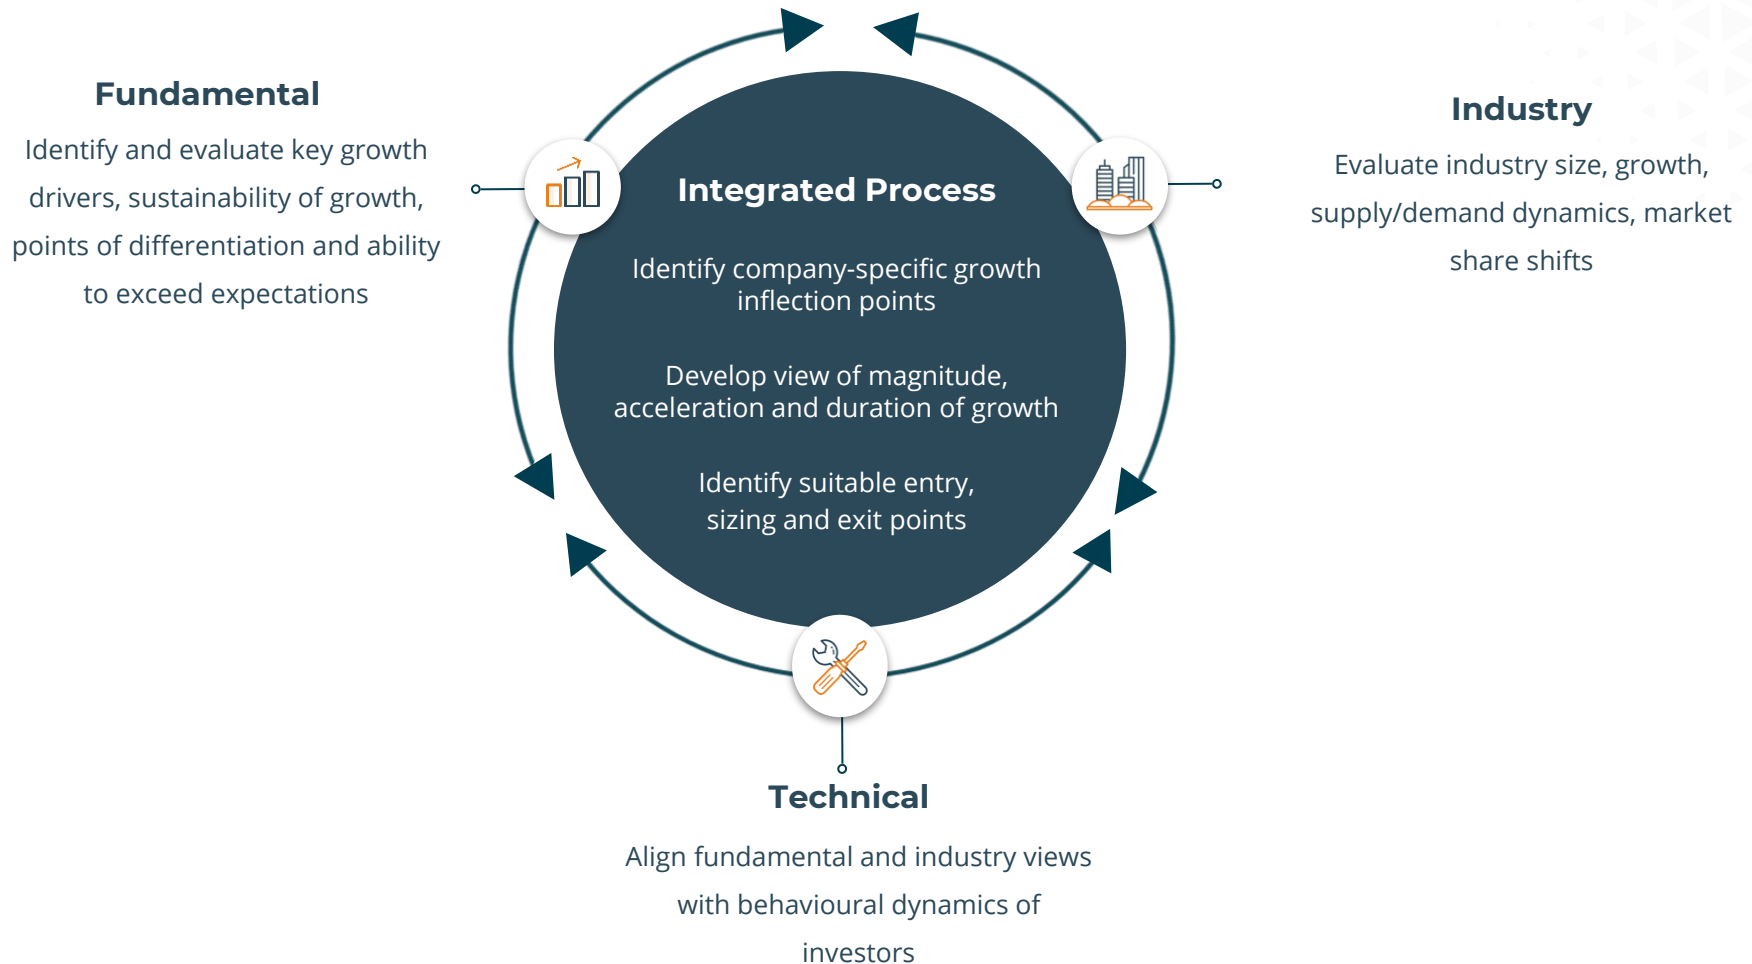 Fundamental
Identify and evaluate key growth
drivers, sustainability of growth,
points of differentiation and ability
to exceed expectations
Integrated Process
Identify company-specific growth
inflection points
Develop view of magnitude,
acceleration and duration of growth
Identify suitable entry,
sizing and exit points
Industry
Evaluate industry size, growth,
supply/demand dynamics, market
share shifts
Technical
Align fundamental and industry views
with behavioural dynamics of
investors